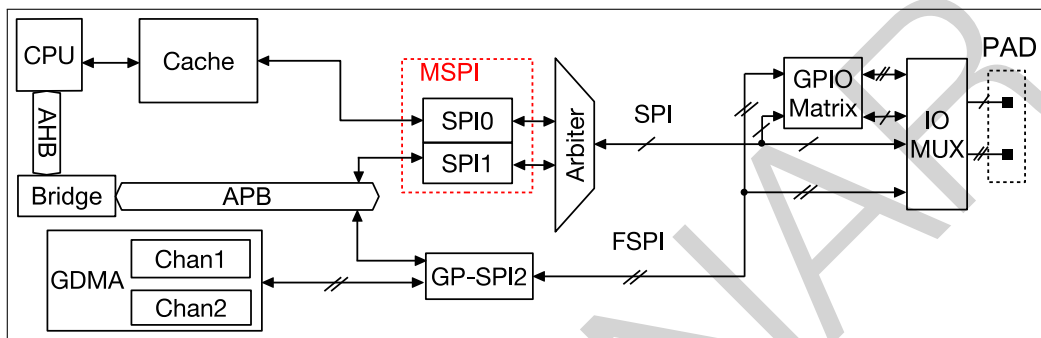 CPU
Cache
AHB
Bridge
APB
MSPI
SPI0
SPI1
Arbiter
SPI
GPIO
Matrix
IO
MUX
PAD
GDMA
Chan1
Chan2
GP-SPI2
FSPI